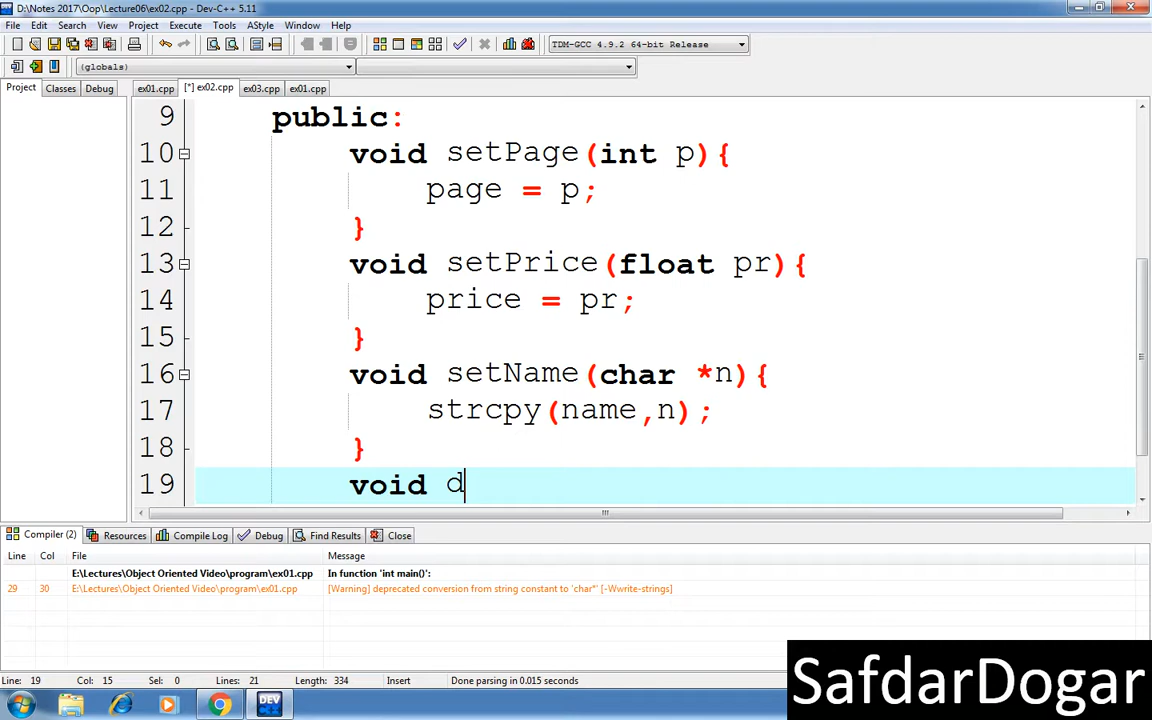 D:\Notes 2017\Oop\Lecture06\ex02.cpp - Dev-C++ 5.11
File Edit Search View Project Execute Tools AStyle Window Help
TDM-GCC 4.9.2 64-bit Release
(globals)
Project Classes Debug ex01.cpp [*] ex02.cpp ex03.cpp ex01.cpp
9 public:
10 void setPage(int p){
11 page = p;
12 }
13 void setPrice(float pr){
14 price = pr;
15 }
16 void setName(char *n){
17 strcpy(name,n);
18 }
19 void d
Compiler (2) Resources Compile Log Debug Find Results Close
Line Col File Message
E:\Lectures\Object Oriented Video\program\ex01.cpp In function 'int main()':
29 30 E:\Lectures\Object Oriented Video\program\ex01.cpp [Warning] deprecated conversion from string constant to 'char*' [-Wwrite-strings]
Line: 19 Col: 15 Sel: 0 Lines: 21 Length: 334 Insert Done parsing in 0.015 seconds
DEV
SafdarDogar